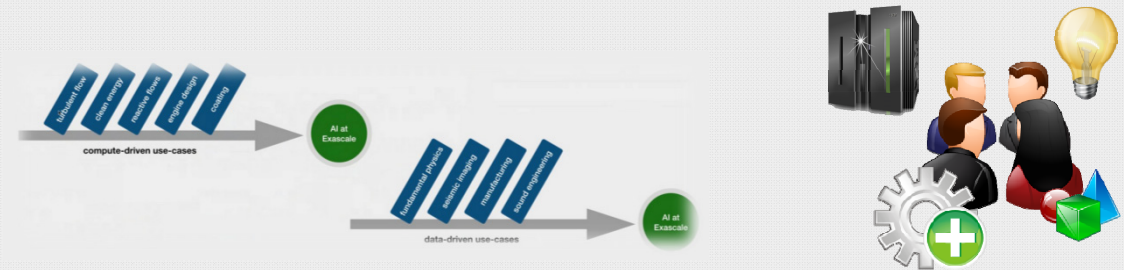 turbulent flow
clean energy
reactive flows
engine design
coating
AI at
Exascale
compute-driven use-cases
fundamental physics
seismic imaging
manufacturing
sound engineering
AI at
Exascale
data-driven use-cases